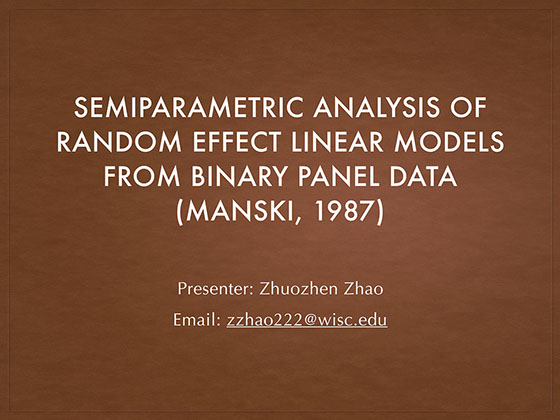 SEMIPARAMETRIC ANALYSIS OF
RANDOM EFFECT LINEAR MODELS
FROM BINARY PANEL DATA
(MANSKI, 1987)
Presenter: Zhuozhen Zhao
Email: zzhao222@wisc.edu